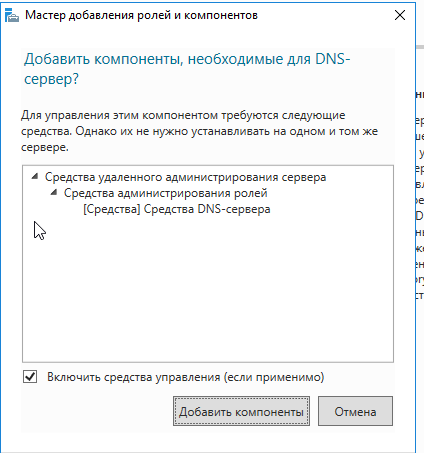 Мастер добавления ролей и компонентов
Добавить компоненты, необходимые для DNS-
сервер?
Для управления этим компонентом требуются следующие
средства. Однако их не нужно устанавливать на одном и том же
сервере.
Средства удаленного администрирования сервера
Средства администрирования ролей
[Средства] Средства DNS-сервера
Включить средства управления (если применимо)
Добавить компоненты
Отмена